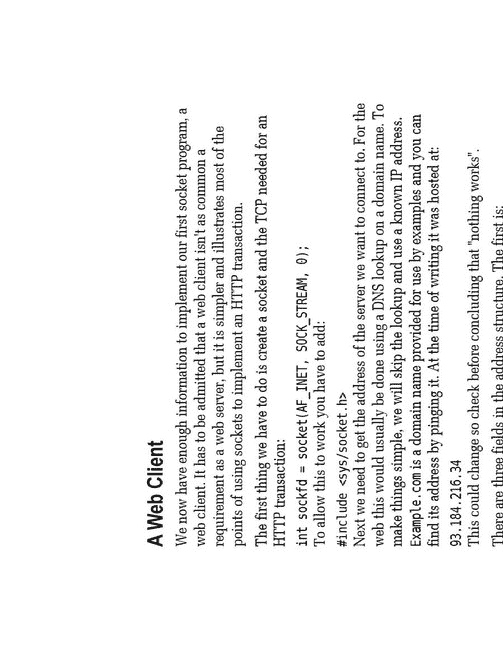 A Web Client
We now have enough information to implement our first socket program, a
web client. It has to be admitted that a web client isn't as common a
requirement as a web server, but it is simpler and illustrates most of the
points of using sockets to implement an HTTP transaction.
The first thing we have to do is create a socket and the TCP needed for an
HTTP transaction:
int sockfd = socket(AF_INET, SOCK_STREAM, 0);
To allow this to work you have to add:
#include <sys/socket.h>
Next we need to get the address of the server we want to connect to. For the
web this would usually be done using a DNS lookup on a domain name. To
make things simple, we will skip the lookup and use a known IP address.
Example.com is a domain name provided for use by examples and you can
find its address by pinging it. At the time of writing it was hosted at:
93.184.216.34
This could change so check before concluding that "nothing works".
There are three fields in the address structure. The first is: